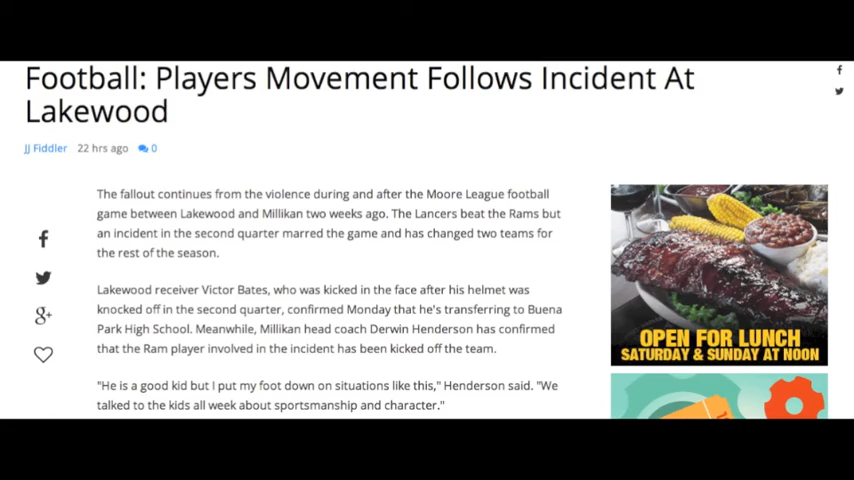 Football: Players Movement Follows Incident At
Lakewood
JJ Fiddler 22 hrs ago 0
The fallout continues from the violence during and after the Moore League football
game between Lakewood and Millikan two weeks ago. The Lancers beat the Rams but
an incident in the second quarter marred the game and has changed two teams for
the rest of the season.
Lakewood receiver Victor Bates, who was kicked in the face after his helmet was
knocked off in the second quarter, confirmed Monday that he's transferring to Buena
Park High School. Meanwhile, Millikan head coach Derwin Henderson has confirmed
that the Ram player involved in the incident has been kicked off the team.
"He is a good kid but I put my foot down on situations like this," Henderson said. "We
talked to the kids all week about sportsmanship and character."
OPEN FOR LUNCH
SATURDAY & SUNDAY AT NOON